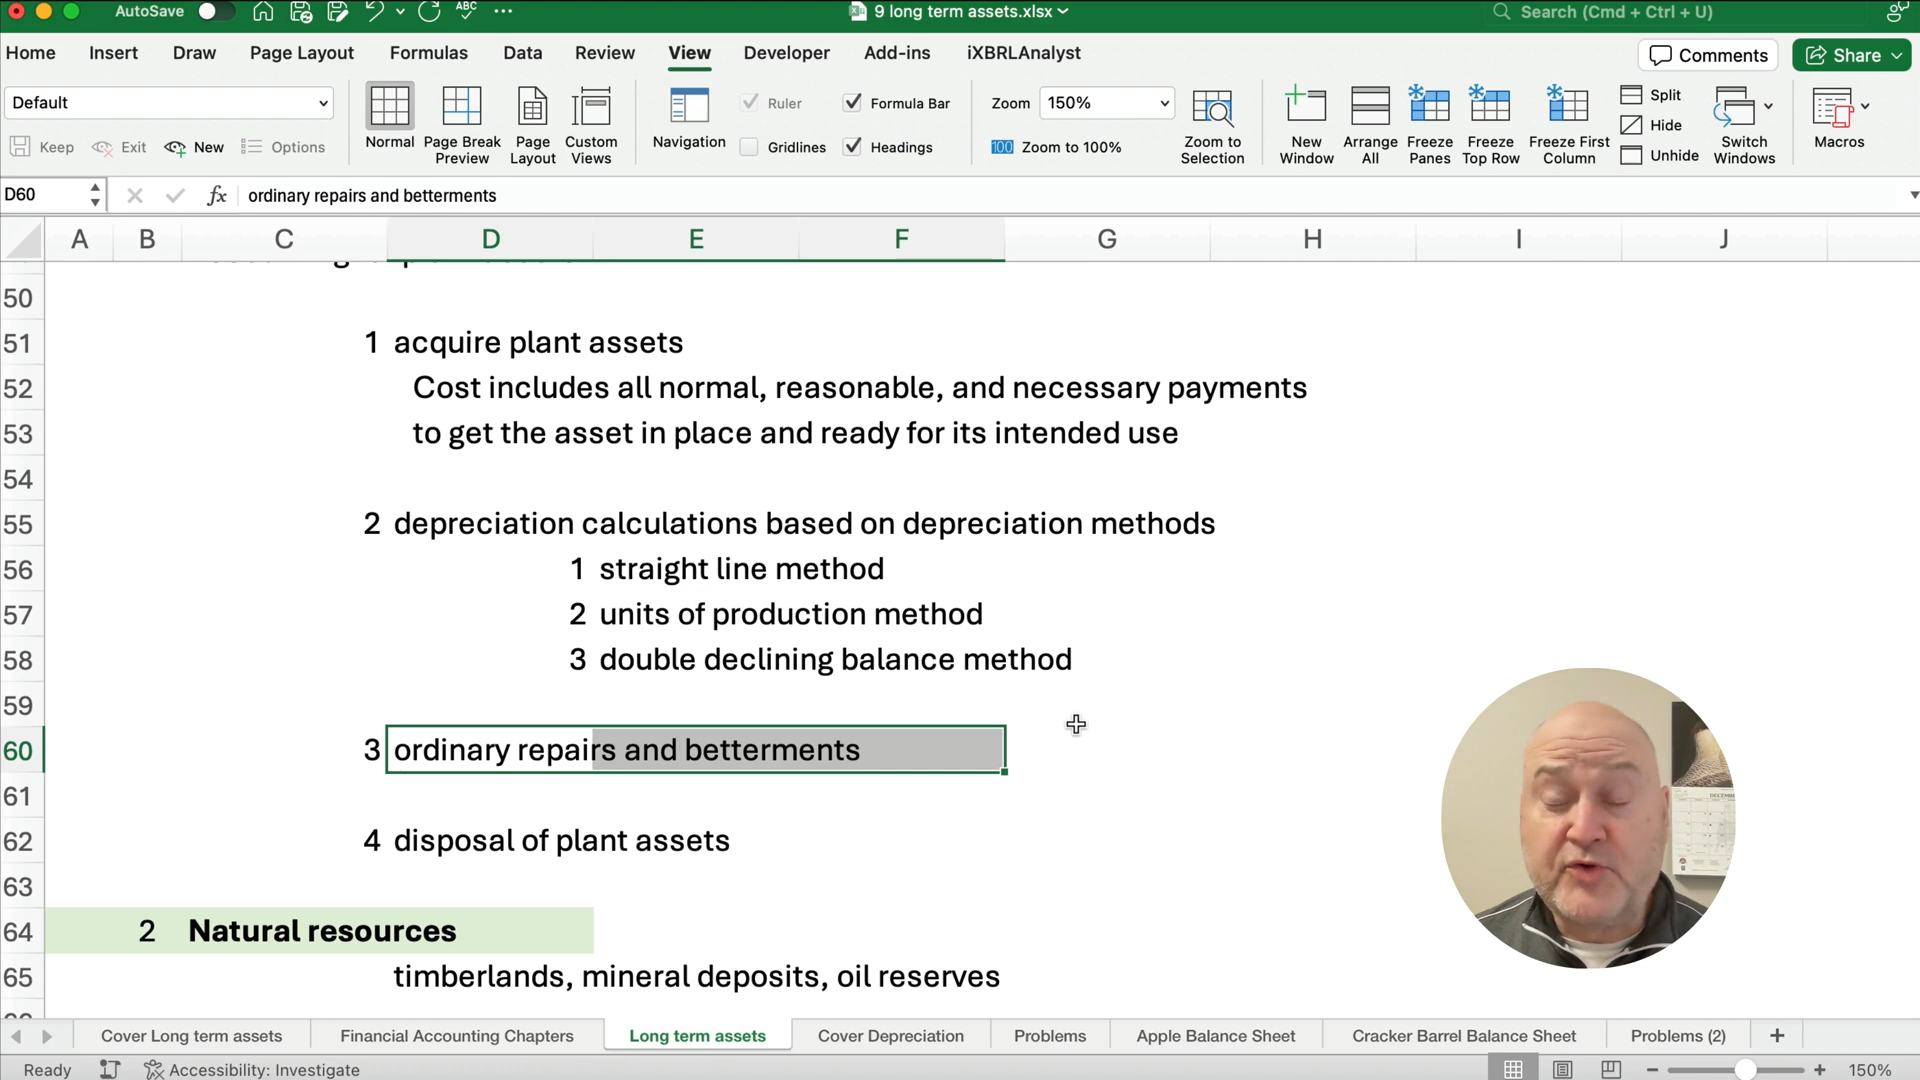 AutoSave
ABC
9 long term assets.xlsx
Search (Cmd + Ctrl + U)
Home Insert Draw Page Layout Formulas Data Review View Developer Add-ins iXBRLAnalyst
Comments
Share
Default
Keep Exit New Options
Normal
Page Break Preview
Page Layout
Custom Views
Navigation
Ruler
Formula Bar
Gridlines
Headings
Zoom 150%
100 Zoom to 100%
Zoom to Selection
New Window
Arrange All
Freeze Panes
Freeze Top Row
Freeze First Column
Split
Hide
Unhide
Switch Windows
Macros
D60 fx ordinary repairs and betterments
A B C D E F G H I J
50
51 1 acquire plant assets
52 Cost includes all normal, reasonable, and necessary payments
53 to get the asset in place and ready for its intended use
54
55 2 depreciation calculations based on depreciation methods
56 1 straight line method
57 2 units of production method
58 3 double declining balance method
59
60 3 ordinary repairs and betterments
61
62 4 disposal of plant assets
63
64 2 Natural resources
65 timberlands, mineral deposits, oil reserves
Cover Long term assets Financial Accounting Chapters Long term assets Cover Depreciation Problems Apple Balance Sheet Cracker Barrel Balance Sheet Problems (2) +
Ready Accessibility: Investigate 150%